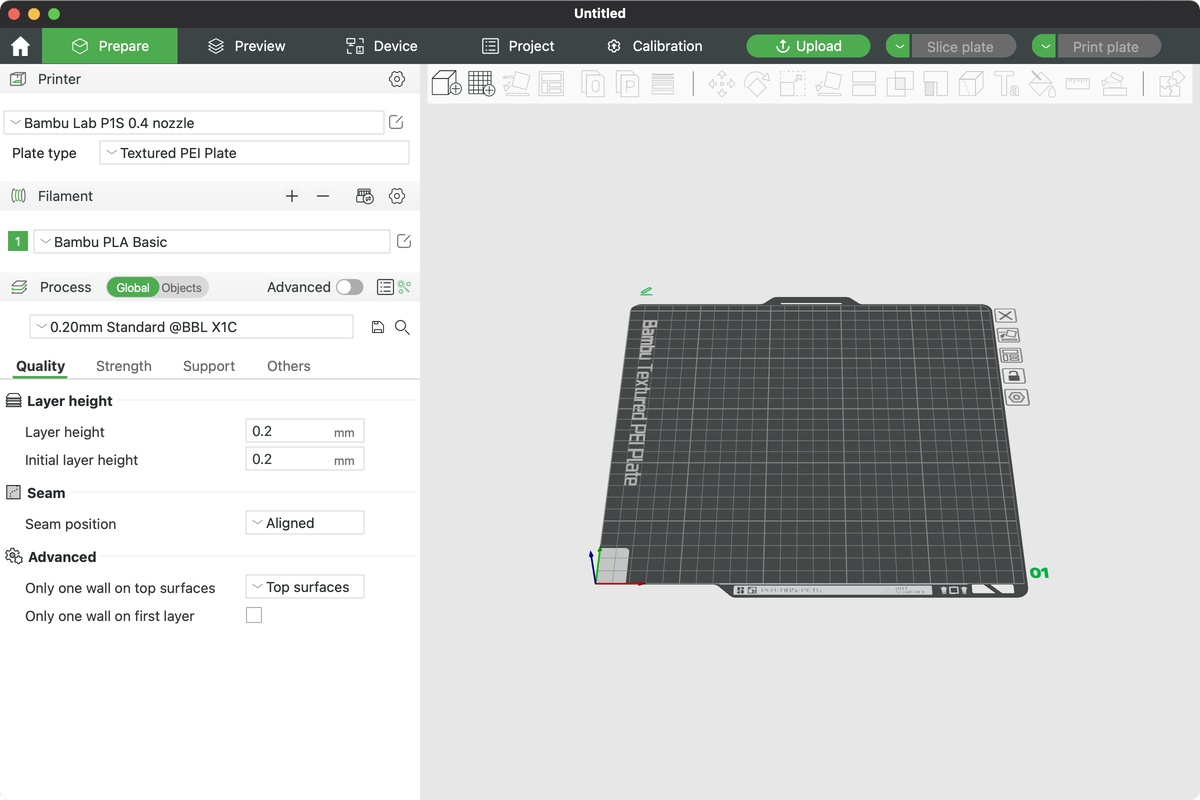 Untitled
Prepare
Preview
Device
Project
Calibration
Upload
Slice plate
Print plate
Printer
Bambu Lab P1S 0.4 nozzle
Plate type
Textured PEI Plate
Filament
1
Bambu PLA Basic
Process
Global
Objects
Advanced
0.20mm Standard @BBL X1C
Quality
Strength
Support
Others
Layer height
Layer height
0.2 mm
Initial layer height
0.2 mm
Seam
Seam position
Aligned
Advanced
Only one wall on top surfaces
Top surfaces
Only one wall on first layer
Bambu Textured PEI Plate
01